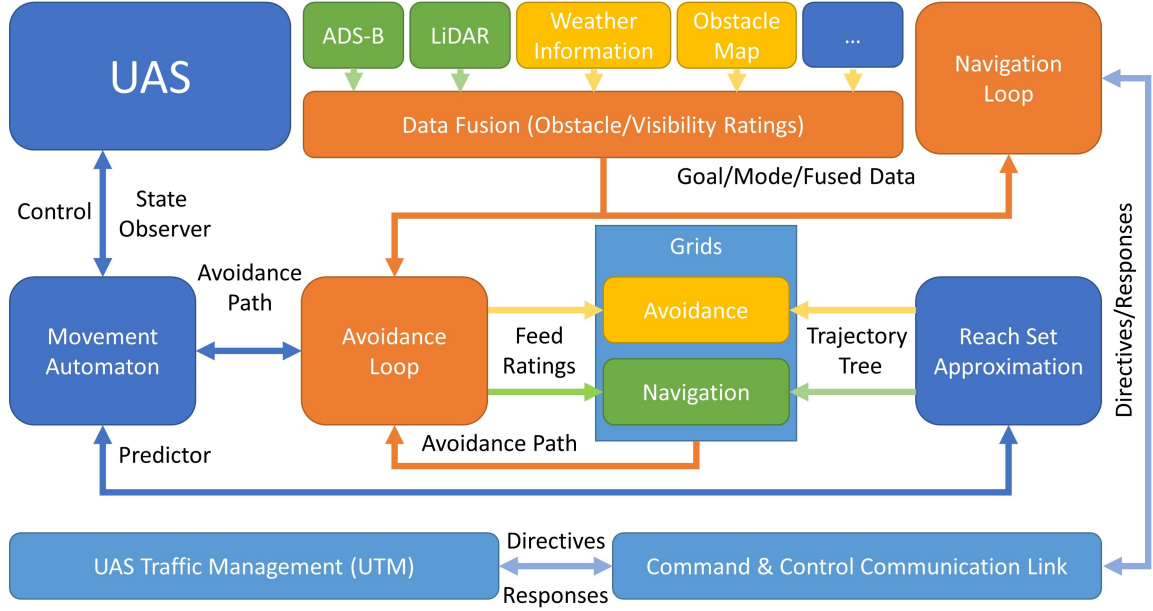 UAS
ADS-B
LiDAR
Weather
Information
Obstacle
Map
...
Navigation
Loop
Data Fusion (Obstacle/Visibility Ratings)
Goal/Mode/Fused Data
Control
State
Observer
Grids
Avoidance
Path
Movement
Automaton
Avoidance
Loop
Feed
Ratings
Avoidance
Navigation
Trajectory
Tree
Reach Set
Approximation
Directives/Responses
Predictor
Avoidance Path
UAS Traffic Management (UTM)
Directives
Responses
Command & Control Communication Link